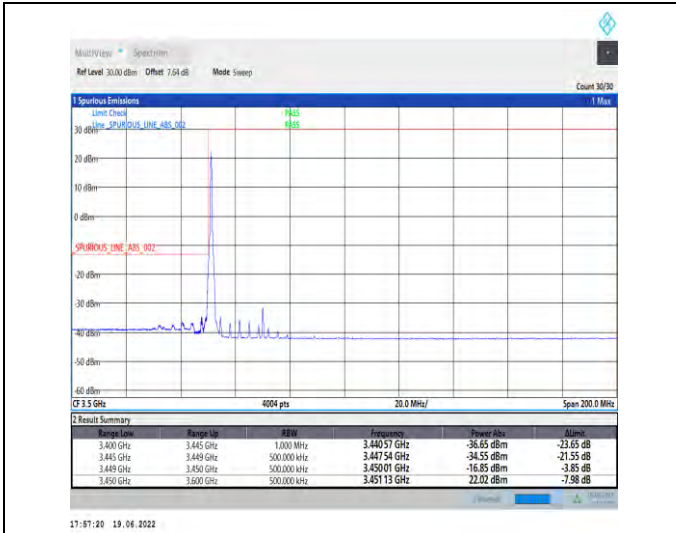 MultiView Spectrum
Ref Level 30.00 dBm Offset 7.64 dB Mode Sweep
Count 30/30
1 Spurious Emissions 1 Max
Limit Check PASS
Line _SPURIOUS_LINE_ABS_002 PASS
30 dBm
20 dBm
10 dBm
0 dBm
_SPURIOUS_LINE_ABS_002
-20 dBm
-30 dBm
-40 dBm
-50 dBm
-60 dBm
CF 3.5 GHz 4004 pts 20.0 MHz/ Span 200.0 MHz
2 Result Summary
Range Low Range Up RBW Frequency Power Abs ΔLimit
3.400 GHz 3.445 GHz 1.000 MHz 3.440 57 GHz -36.65 dBm -23.65 dB
3.445 GHz 3.449 GHz 500.000 kHz 3.447 54 GHz -34.55 dBm -21.55 dB
3.449 GHz 3.450 GHz 500.000 kHz 3.450 01 GHz -16.85 dBm -3.85 dB
3.450 GHz 3.600 GHz 500.000 kHz 3.451 13 GHz 22.02 dBm -7.98 dB
17:57:20 19.06.2022